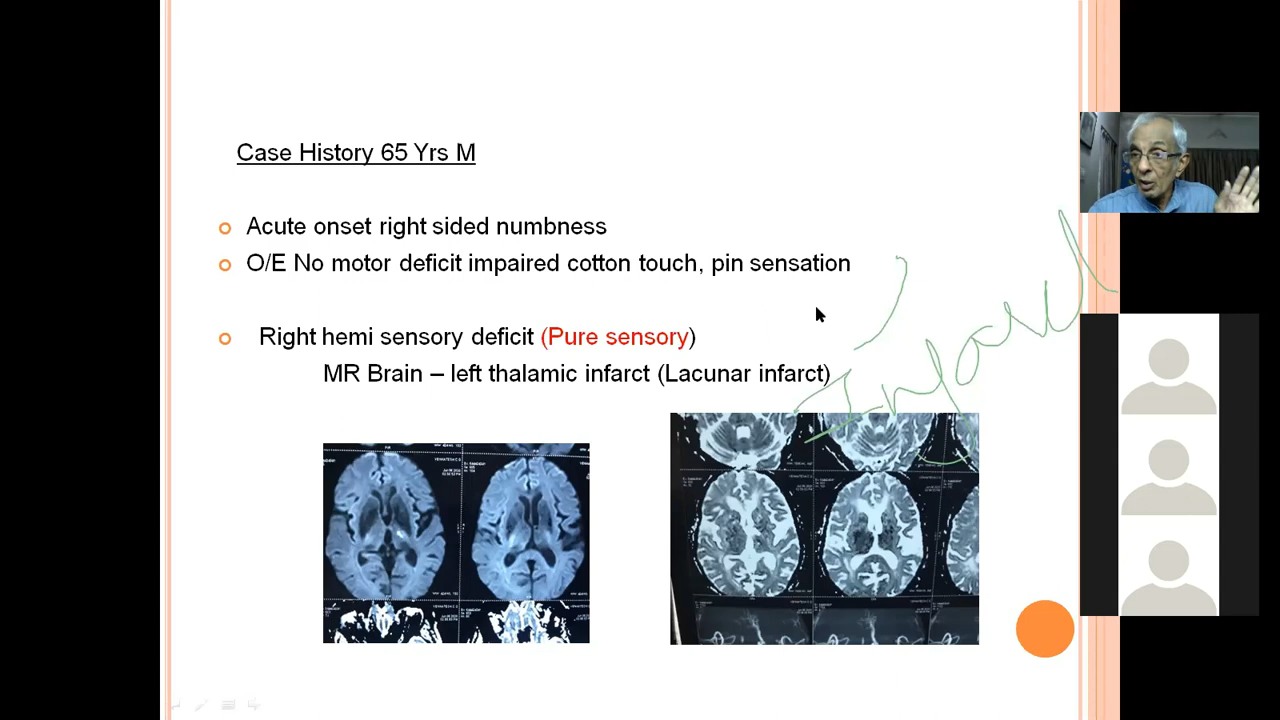 Case History 65 Yrs M
Acute onset right sided numbness
O/E No motor deficit impaired cotton touch, pin sensation
Right hemi sensory deficit (Pure sensory)
MR Brain – left thalamic infarct (Lacunar infarct)
Infarct